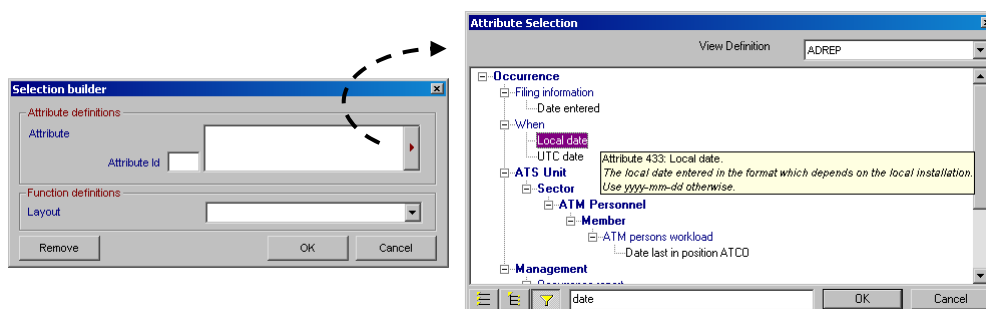 Selection builder
Attribute definitions
Attribute
Attribute Id
Function definitions
Layout
Remove
OK
Cancel
Attribute Selection
View Definition
ADREP
Occurrence
Filing information
Date entered
When
Local date
UTC date
Attribute 433: Local date.
The local date entered in the format which depends on the local installation.
Use yyyy-mm-dd otherwise.
ATS Unit
Sector
ATM Personnel
Member
ATM persons workload
Date last in position ATCO
Management
date
OK
Cancel